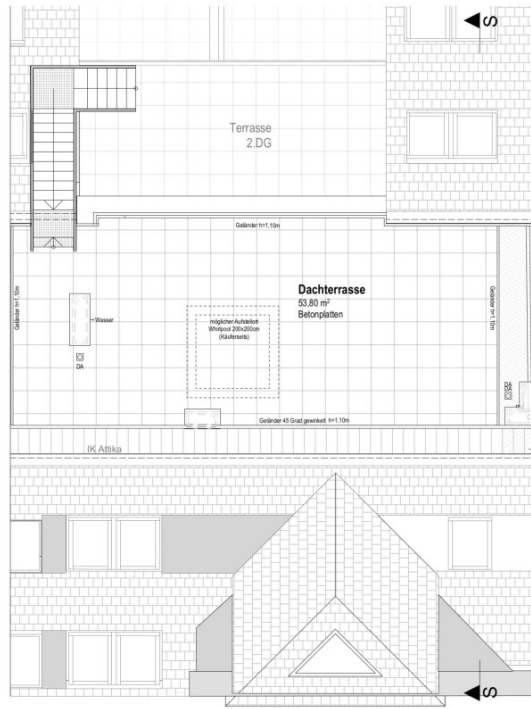 S
Terrasse
2.DG
Geländer h=1,10m
Geländer h=1,10m
Dachterrasse
53,80 m²
Betonplatten
Geländer h=1,10m
möglicher Aufstellort
Whirlpool 200x200cm
(Käuferseits)
Wasser
DA
DA
Geländer 45 Grad gewinkelt h=1,10m
IK Attika
S